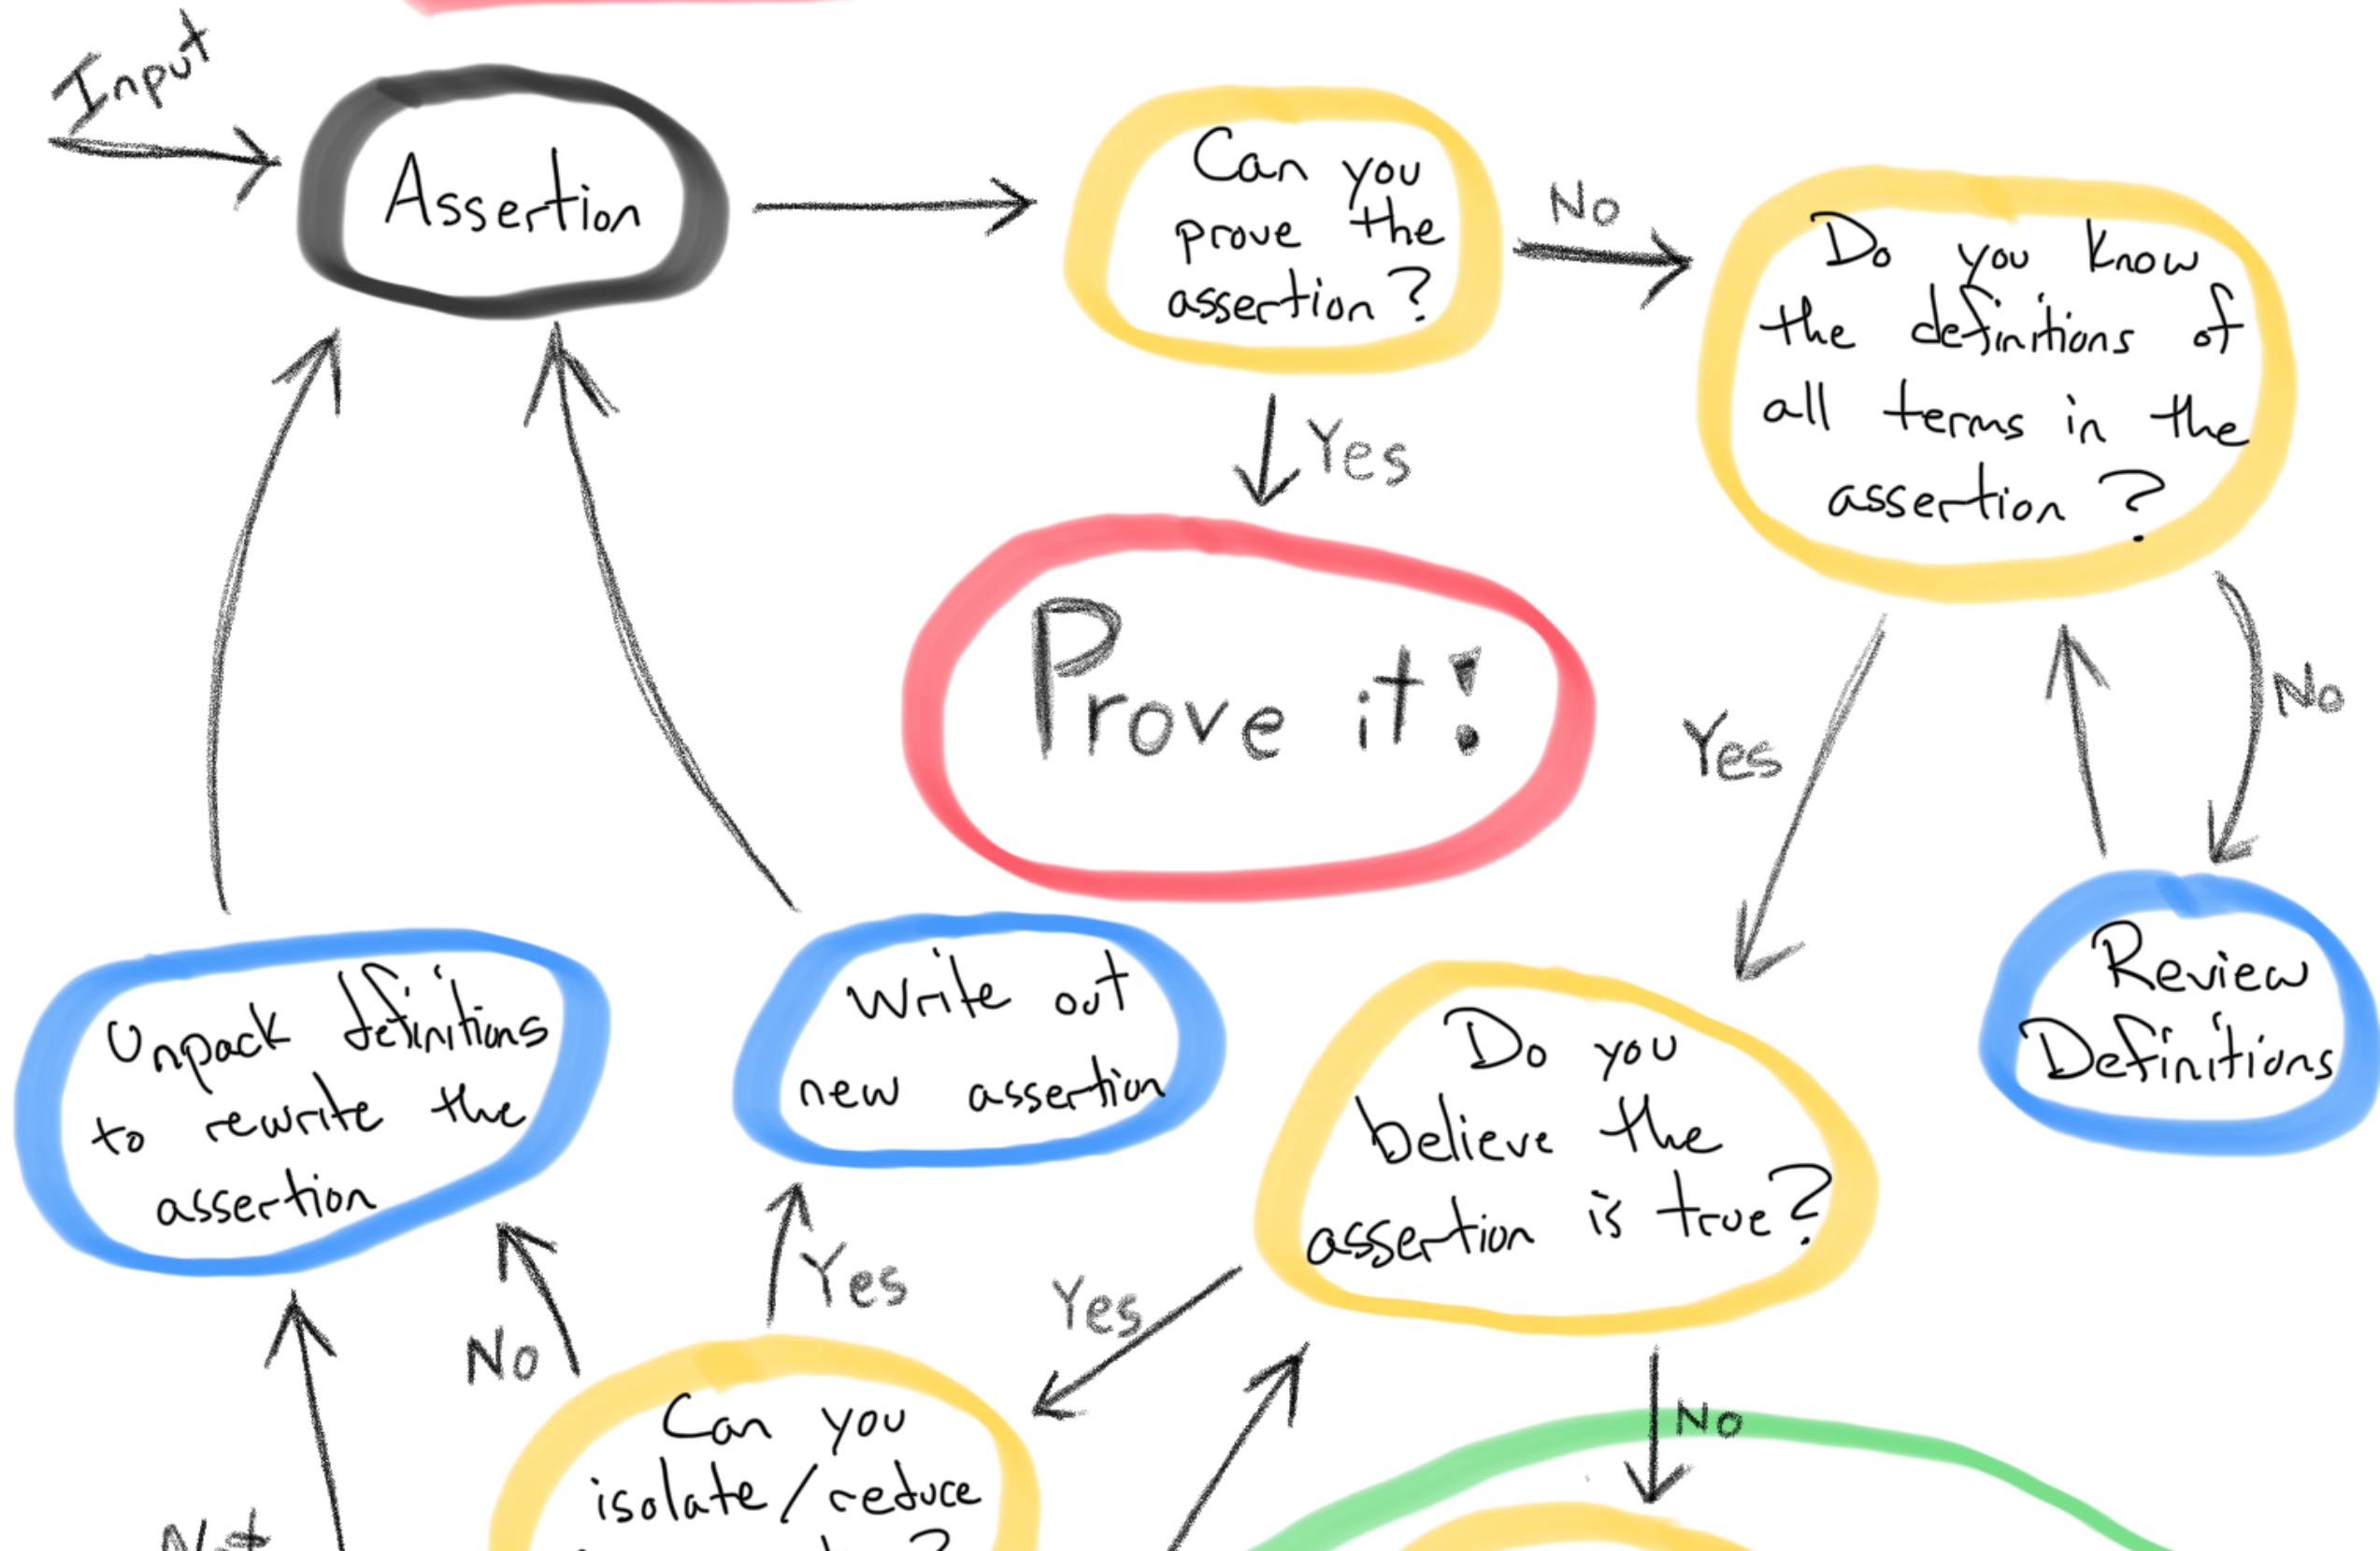 Input
Assertion
Can you
prove the
assertion?
No
Do you know
the definitions of
all terms in the
assertion?
Yes
Prove it!
Yes
No
Review
Definitions
Unpack definitions
to rewrite the
assertion
Write out
new assertion
Do you
believe the
assertion is true?
No
Yes
Yes
No
Can you
isolate/reduce
Not